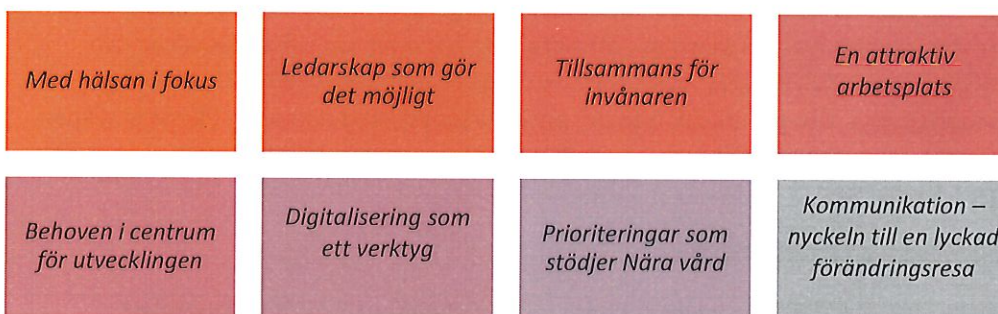 Med hälsan i fokus
Ledarskap som gör
det möjligt
Tillsammans för
invånaren
En attraktiv
arbetsplats
Behoven i centrum
för utvecklingen
Digitalisering som
ett verktyg
Prioriteringar som
stödjer Nära vård
Kommunikation –
nyckeln till en lyckad
förändringsresa